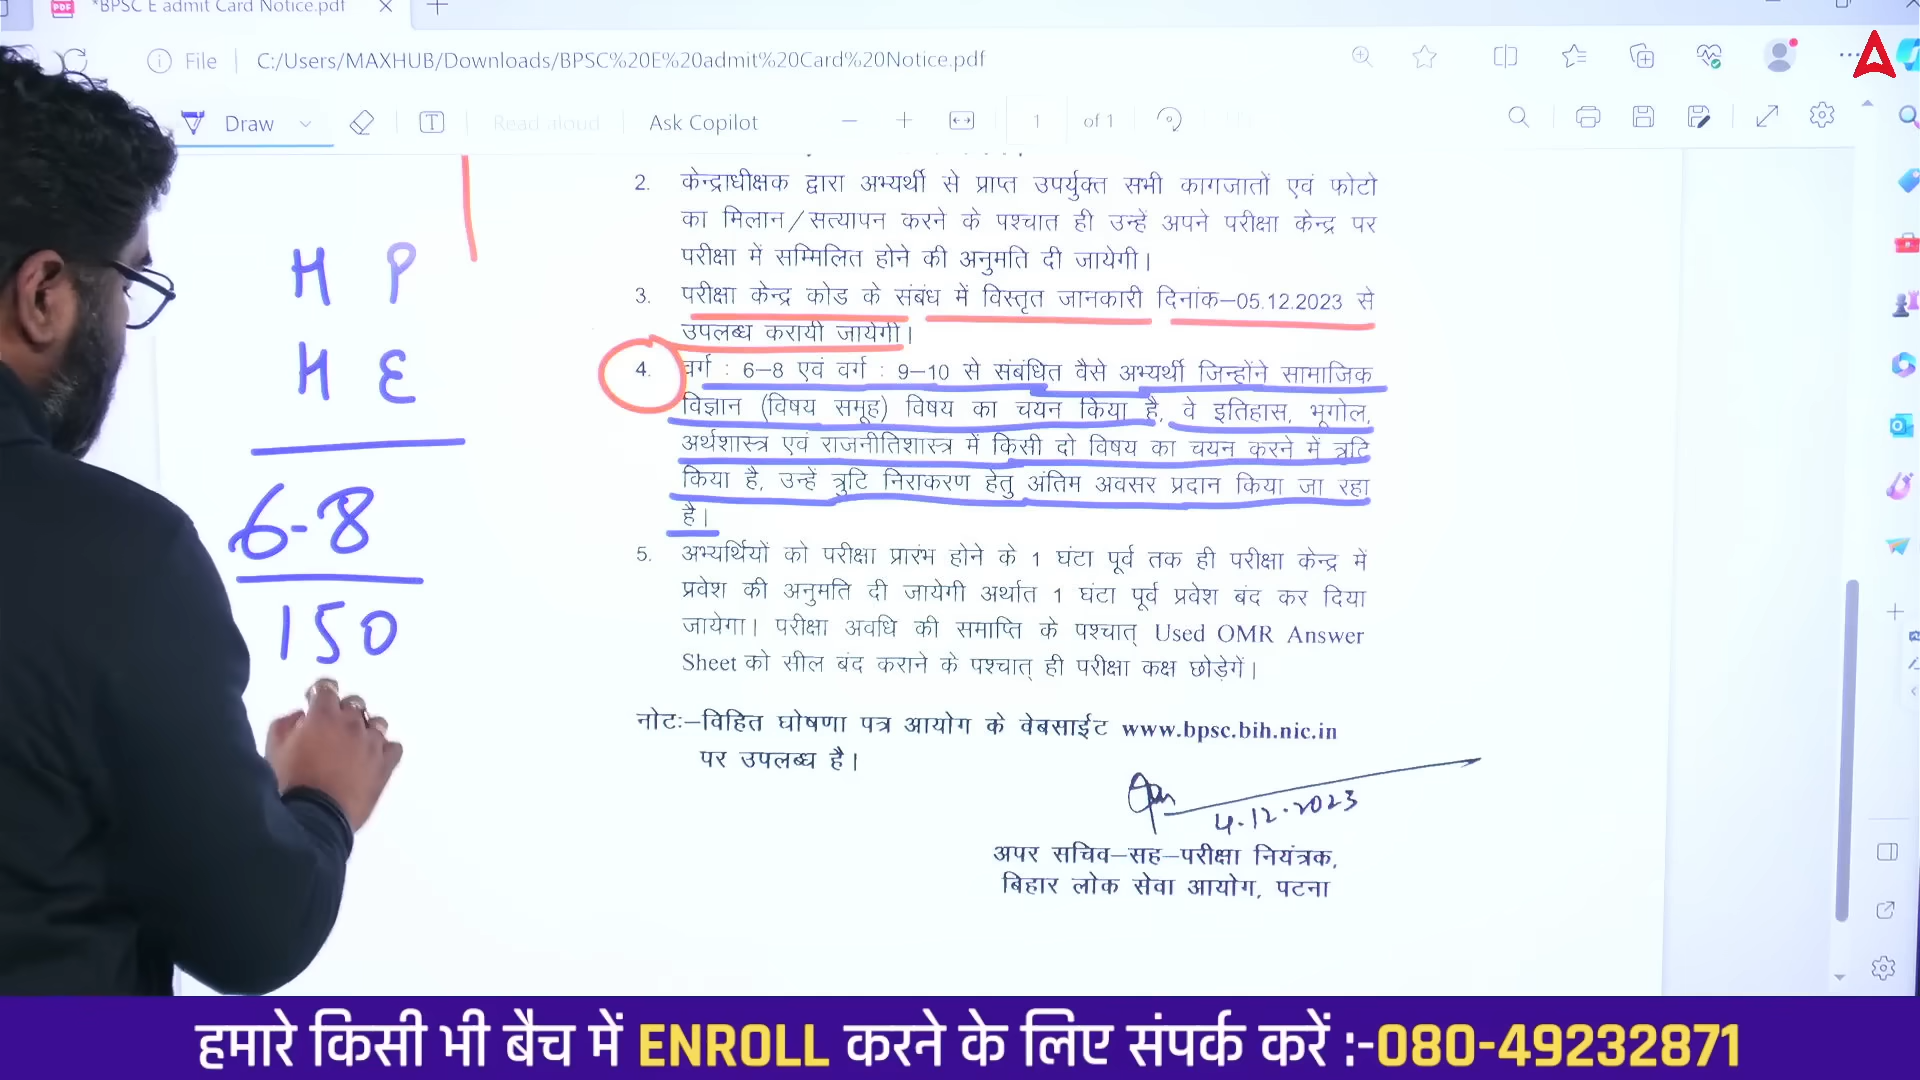 *BPSC E admit Card Notice.pdf
File C:/Users/MAXHUB/Downloads/BPSC%20E%20admit%20Card%20Notice.pdf
Draw Read aloud Ask Copilot 1 of 1
2. केन्द्राधीक्षक द्वारा अभ्यर्थी से प्राप्त उपर्युक्त सभी कागजातों एवं फोटो
का मिलान/सत्यापन करने के पश्चात ही उन्हें अपने परीक्षा केन्द्र पर
परीक्षा में सम्मिलित होने की अनुमति दी जायेगी।
3. परीक्षा केन्द्र कोड के संबंध में विस्तृत जानकारी दिनांक–05.12.2023 से
उपलब्ध करायी जायेगी।
4. वर्ग : 6–8 एवं वर्ग : 9–10 से संबंधित वैसे अभ्यर्थी जिन्होंने सामाजिक
विज्ञान (विषय समूह) विषय का चयन किया है, वे इतिहास, भूगोल,
अर्थशास्त्र एवं राजनीतिशास्त्र में किसी दो विषय का चयन करने में त्रुटि
किया है, उन्हें त्रुटि निराकरण हेतु अंतिम अवसर प्रदान किया जा रहा
है।
5. अभ्यर्थियों को परीक्षा प्रारंभ होने के 1 घंटा पूर्व तक ही परीक्षा केन्द्र में
प्रवेश की अनुमति दी जायेगी अर्थात 1 घंटा पूर्व प्रवेश बंद कर दिया
जायेगा। परीक्षा अवधि की समाप्ति के पश्चात् Used OMR Answer
Sheet को सील बंद कराने के पश्चात् ही परीक्षा कक्ष छोड़ेगें।
नोटः–विहित घोषणा पत्र आयोग के वेबसाईट www.bpsc.bih.nic.in
पर उपलब्ध है।
4.12.2023
अपर सचिव–सह–परीक्षा नियंत्रक,
बिहार लोक सेवा आयोग, पटना
H P
H E
6-8
150
हमारे किसी भी बैच में ENROLL करने के लिए संपर्क करें :-080-49232871